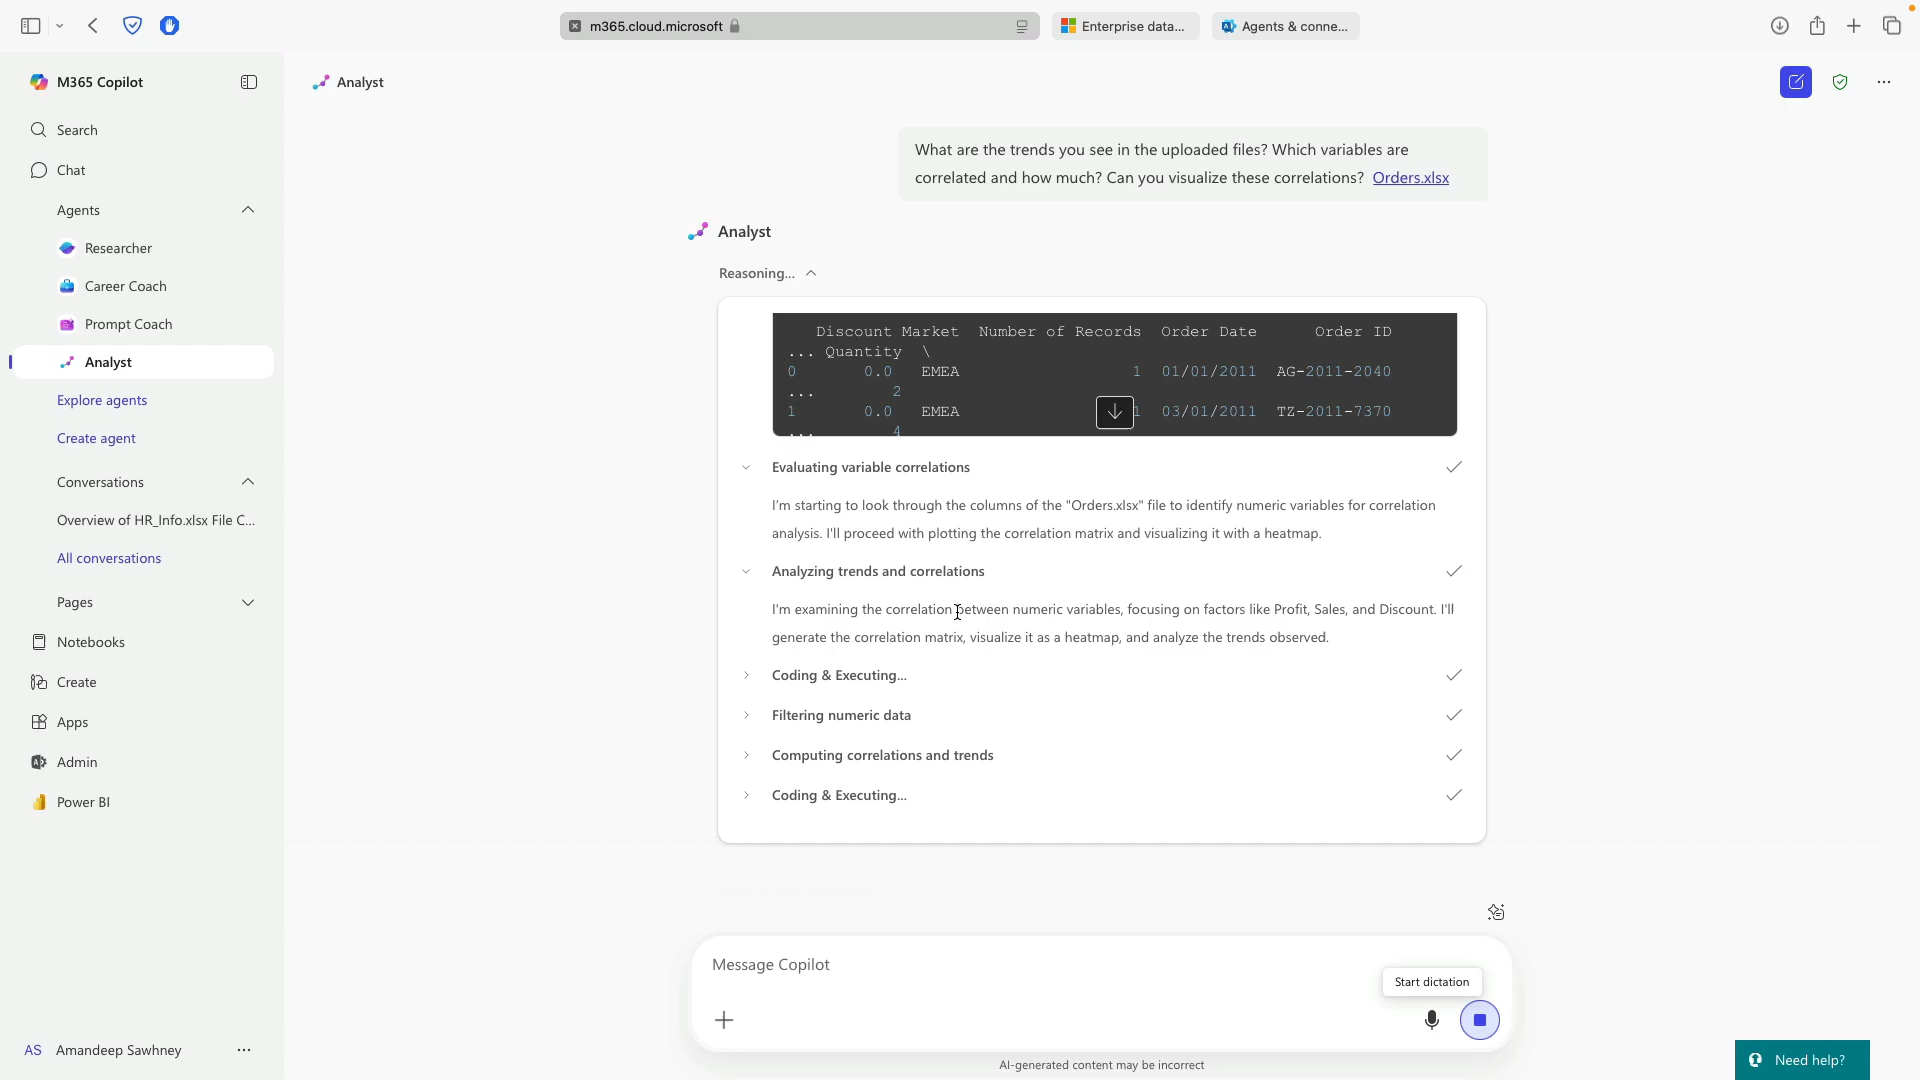 m365.cloud.microsoft
Enterprise data...
Agents & conne...
M365 Copilot
Search
Chat
Agents
Researcher
Career Coach
Prompt Coach
Analyst
Explore agents
Create agent
Conversations
Overview of HR_Info.xlsx File C...
All conversations
Pages
Notebooks
Create
Apps
Admin
Power BI
AS Amandeep Sawhney
Analyst
What are the trends you see in the uploaded files? Which variables are
correlated and how much? Can you visualize these correlations? Orders.xlsx
Analyst
Reasoning...
Discount Market Number of Records Order Date Order ID
... Quantity \
0 0.0 EMEA 1 01/01/2011 AG-2011-2040
... 2
1 0.0 EMEA 1 03/01/2011 TZ-2011-7370
... 4
Evaluating variable correlations
I'm starting to look through the columns of the "Orders.xlsx" file to identify numeric variables for correlation
analysis. I'll proceed with plotting the correlation matrix and visualizing it with a heatmap.
Analyzing trends and correlations
I'm examining the correlation between numeric variables, focusing on factors like Profit, Sales, and Discount. I'll
generate the correlation matrix, visualize it as a heatmap, and analyze the trends observed.
Coding & Executing...
Filtering numeric data
Computing correlations and trends
Coding & Executing...
Message Copilot
Start dictation
AI-generated content may be incorrect
Need help?